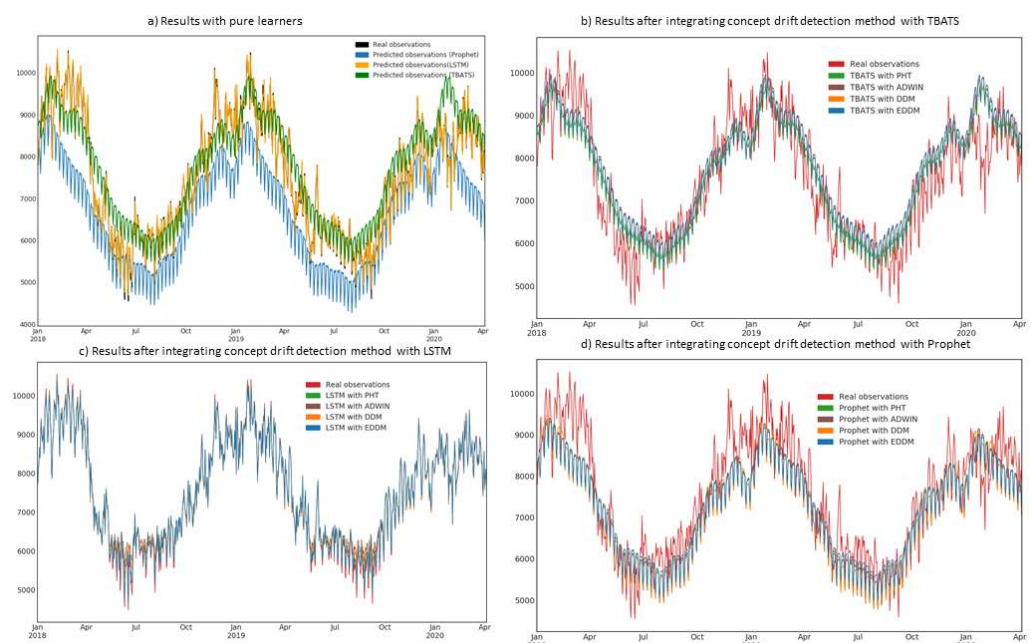 a) Results with pure learners
Real observations
Predicted observations (Prophet)
Predicted observations(LSTM)
Predicted observations (TBATS)
10000
9000
8000
7000
6000
5000
4000
Jan Apr Jul Oct Jan Apr Jul Oct Jan Apr
2018 2019 2020
b) Results after integrating concept drift detection method with TBATS
Real observations
TBATS with PHT
TBATS with ADWIN
TBATS with DDM
TBATS with EDDM
10000
9000
8000
7000
6000
5000
Jan Apr Jul Oct Jan Apr Jul Oct Jan Apr
2018 2019 2020
c) Results after integrating concept drift detection method with LSTM
Real observations
LSTM with PHT
LSTM with ADWIN
LSTM with DDM
LSTM with EDDM
10000
9000
8000
7000
6000
5000
Jan Apr Jul Oct Jan Apr Jul Oct Jan Apr
2018 2019 2020
d) Results after integrating concept drift detection method with Prophet
Real observations
Prophet with PHT
Prophet with ADWIN
Prophet with DDM
Prophet with EDDM
10000
9000
8000
7000
6000
5000
Jan Apr Jul Oct Jan Apr Jul Oct Jan Apr